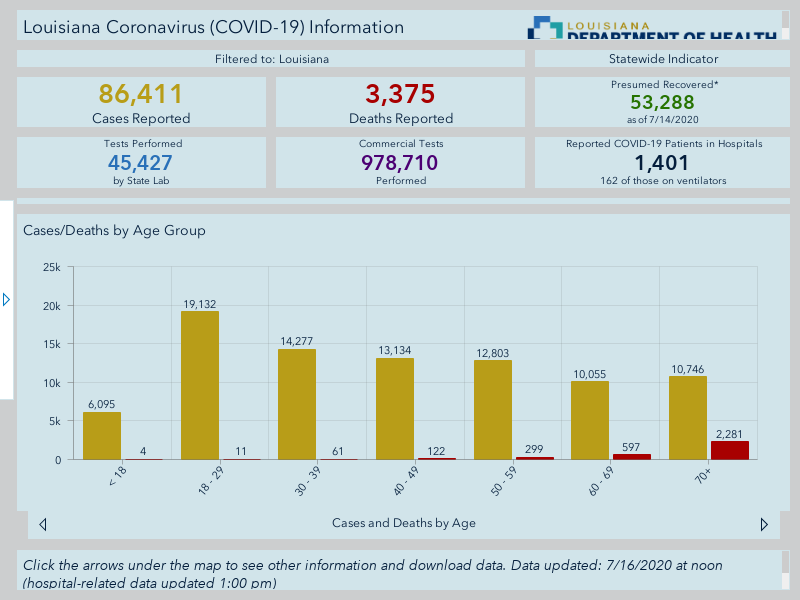 Louisiana Coronavirus (COVID-19) Information
LOUISIANA
DEPARTMENT OF HEALTH
Filtered to: Louisiana
Statewide Indicator
86,411
Cases Reported
3,375
Deaths Reported
Presumed Recovered*
53,288
as of 7/14/2020
Tests Performed
45,427
by State Lab
Commercial Tests
978,710
Performed
Reported COVID-19 Patients in Hospitals
1,401
162 of those on ventilators
Cases/Deaths by Age Group
25k
20k
15k
10k
5k
0
6,095
4
19,132
11
14,277
61
13,134
122
12,803
299
10,055
597
10,746
2,281
< 18
18 - 29
30 - 39
40 - 49
50 - 59
60 - 69
70+
Cases and Deaths by Age
Click the arrows under the map to see other information and download data. Data updated: 7/16/2020 at noon
(hospital-related data updated 1:00 pm)